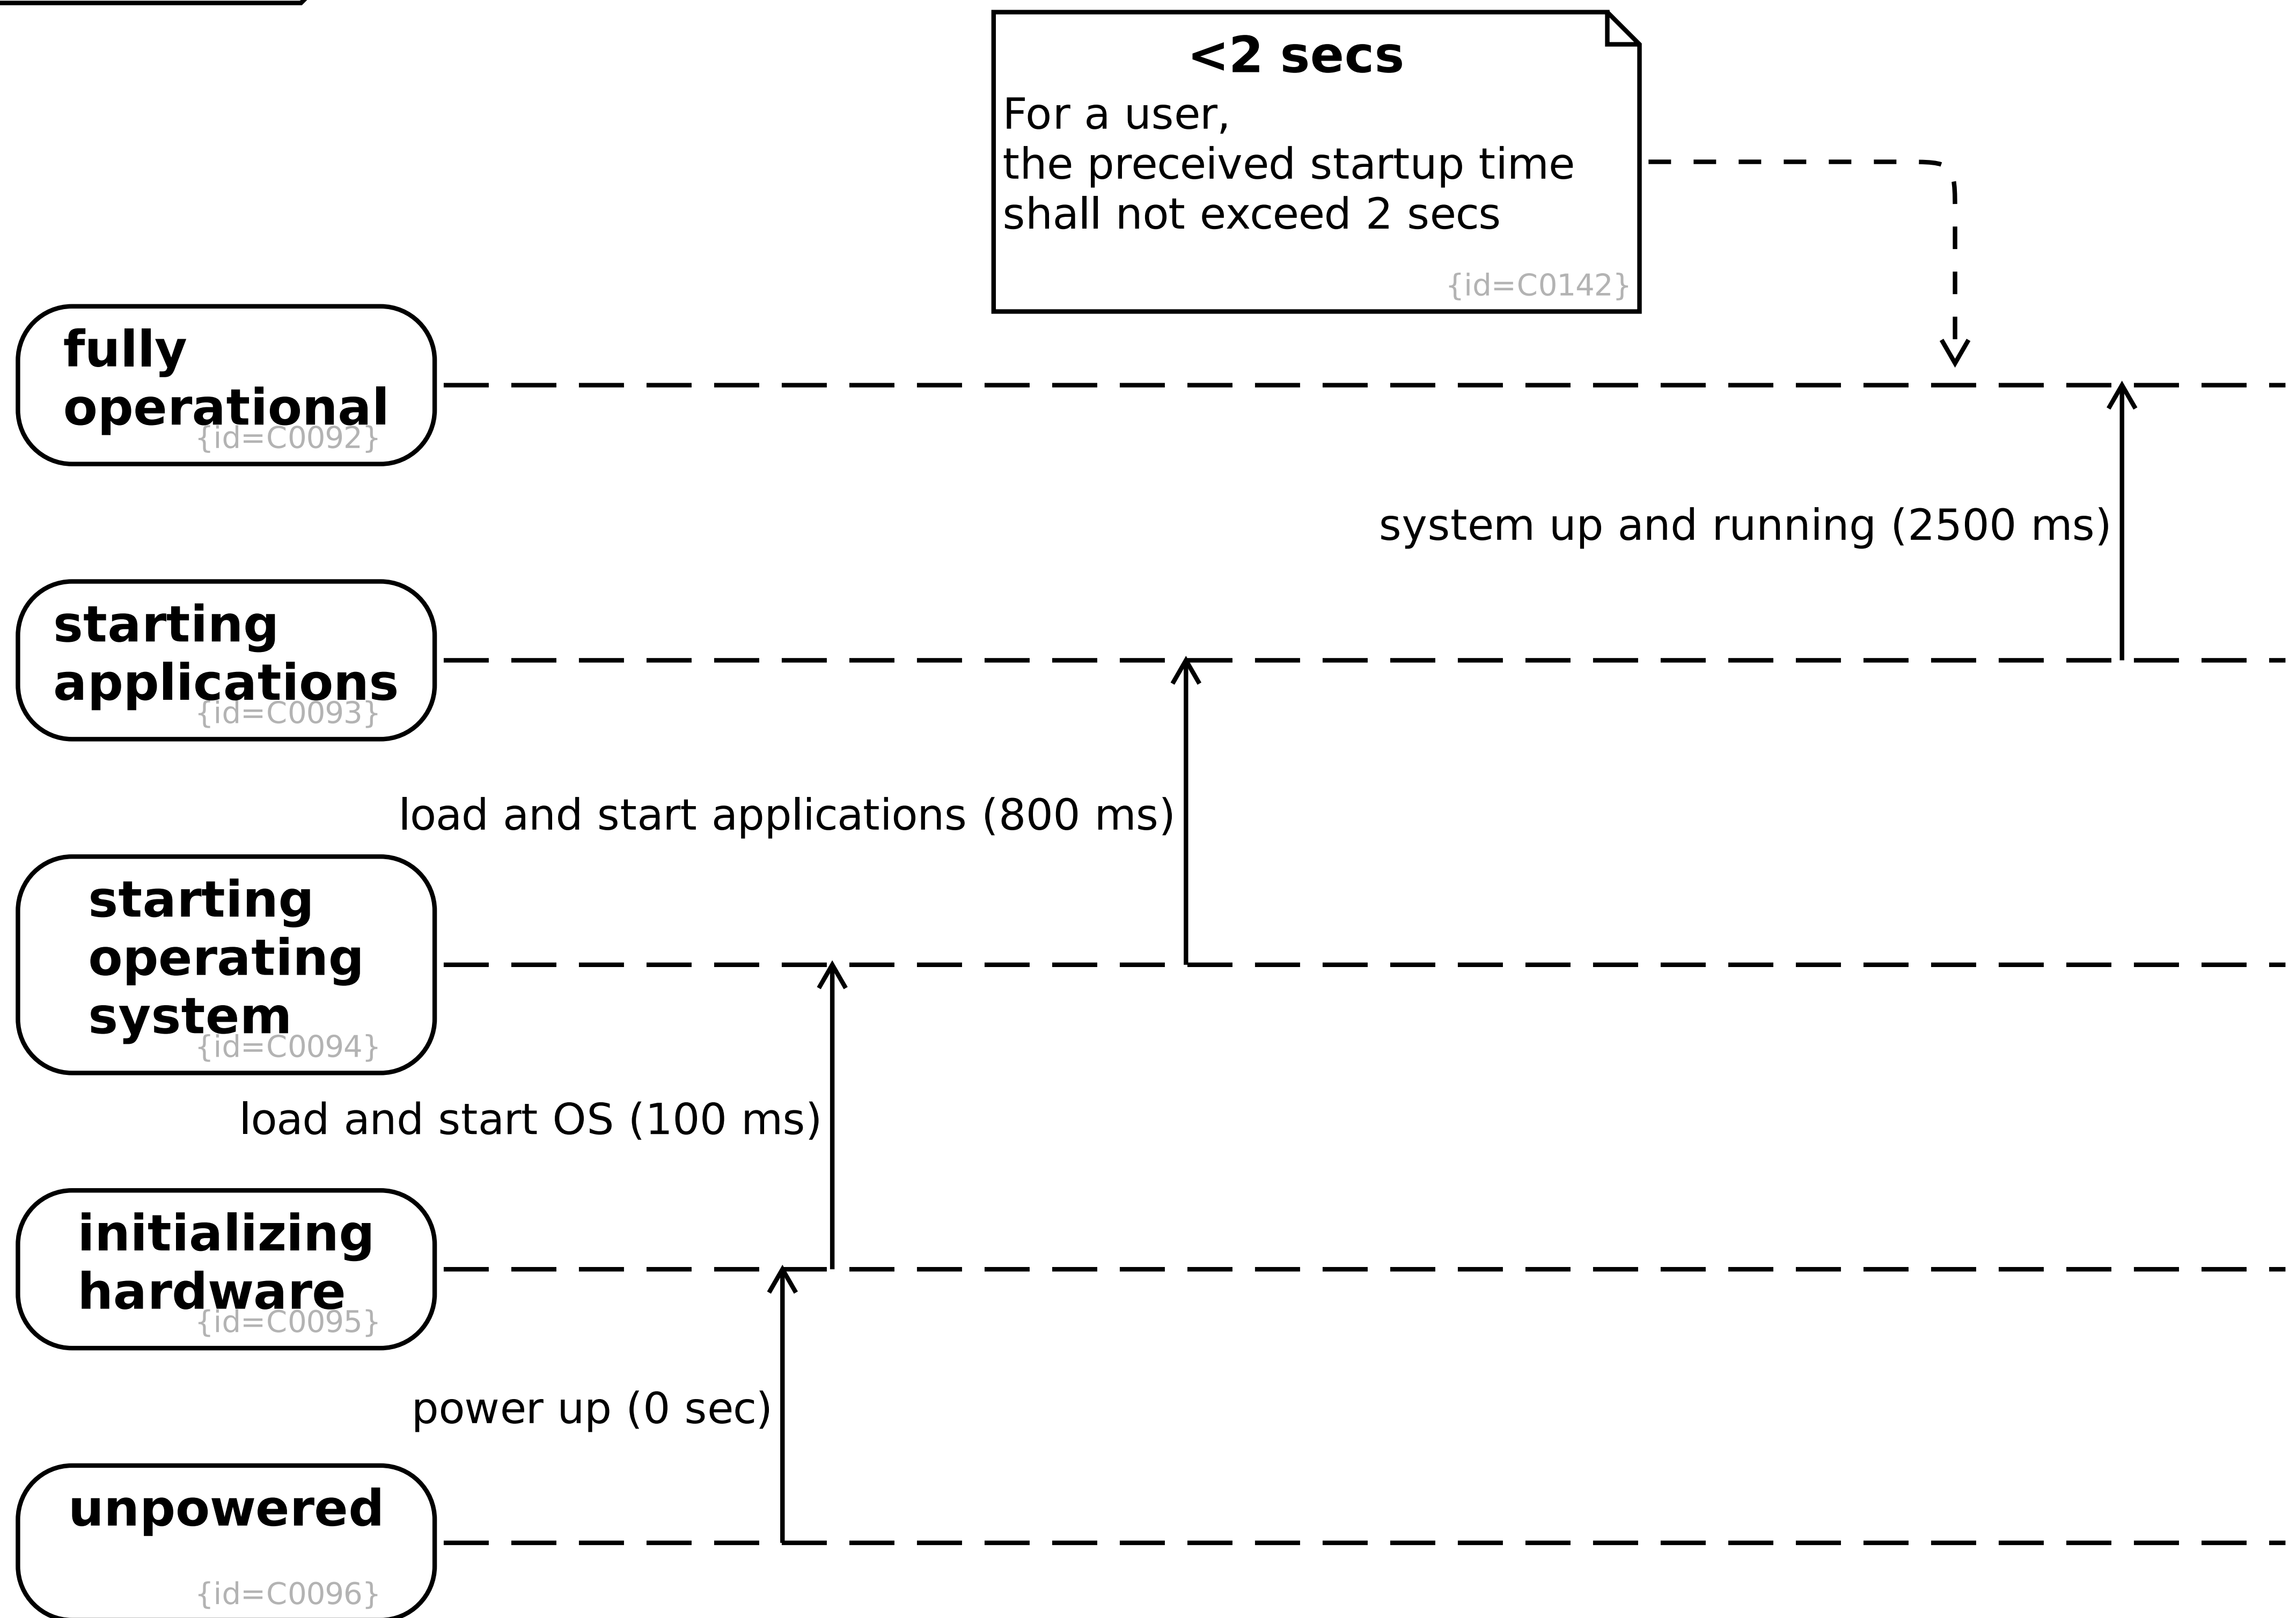 <2 secs
For a user,
the preceived startup time
shall not exceed 2 secs
{id=C0142}
fully
operational
{id=C0092}
system up and running (2500 ms)
starting
applications
{id=C0093}
load and start applications (800 ms)
starting
operating
system
{id=C0094}
load and start OS (100 ms)
initializing
hardware
{id=C0095}
power up (0 sec)
unpowered
{id=C0096}